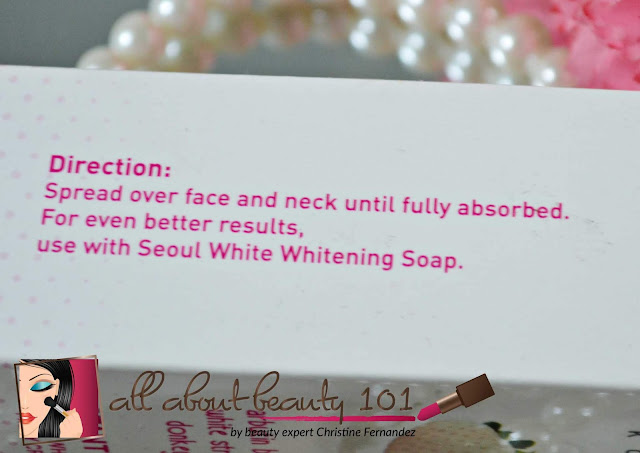 Direction:
Spread over face and neck until fully absorbed.
For even better results,
use with Seoul White Whitening Soap.
all about beauty 101
by beauty expert Christine Fernandez